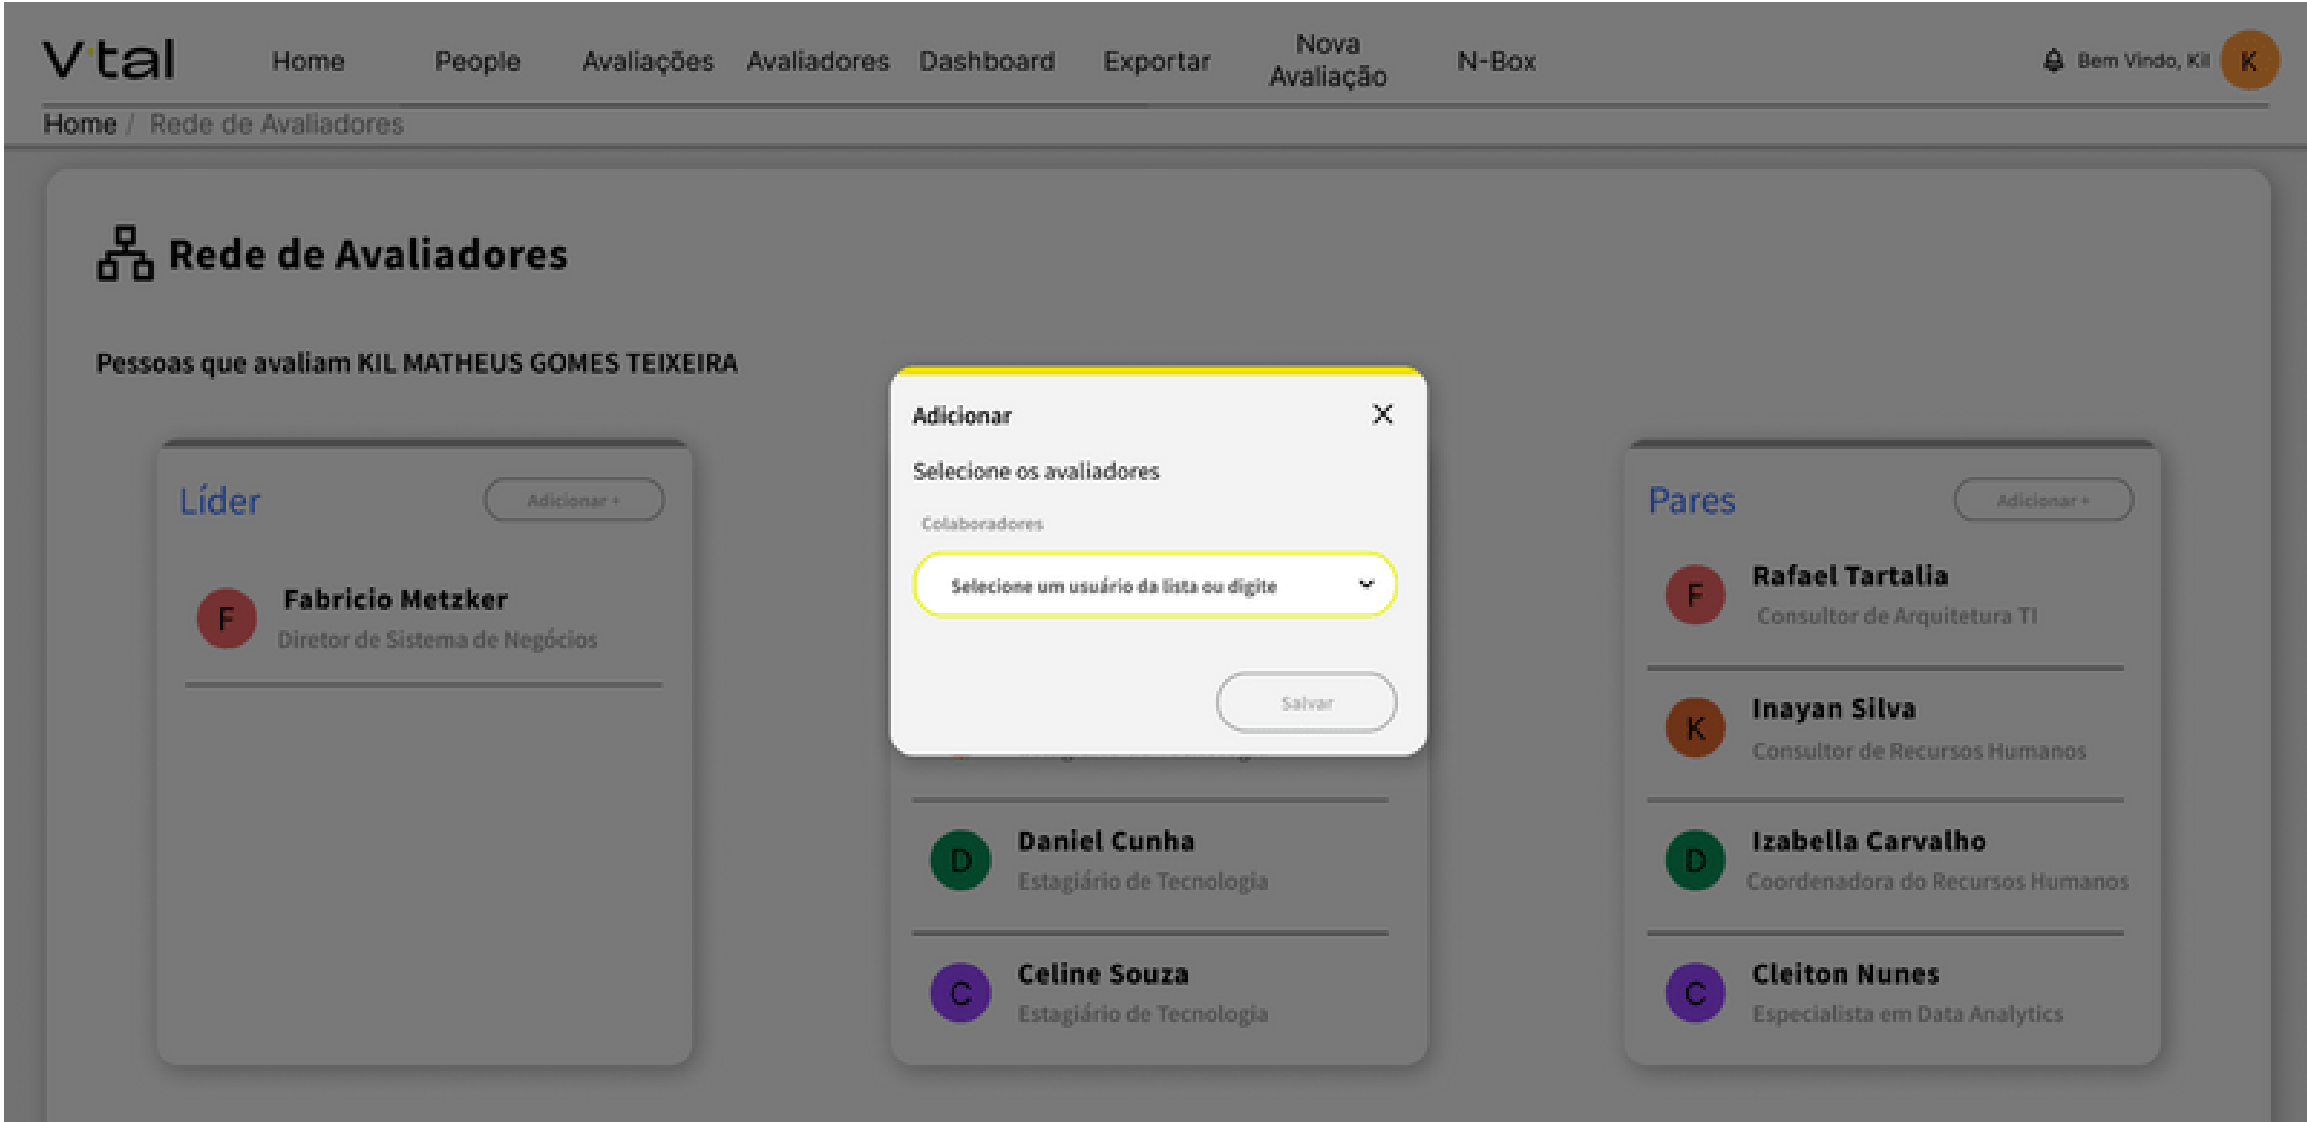 V·tal
Home
People
Avaliações
Avaliadores
Dashboard
Exportar
Nova
Avaliação
N-Box
Bem Vindo, Kil
K
Home / Rede de Avaliadores
Rede de Avaliadores
Pessoas que avaliam KIL MATHEUS GOMES TEIXEIRA
Líder
Adicionar +
F
Fabricio Metzker
Diretor de Sistema de Negócios
Adicionar
Selecione os avaliadores
Colaboradores
Selecione um usuário da lista ou digite
Salvar
D
Daniel Cunha
Estagiário de Tecnologia
C
Celine Souza
Estagiário de Tecnologia
Pares
Adicionar +
F
Rafael Tartalia
Consultor de Arquitetura TI
K
Inayan Silva
Consultor de Recursos Humanos
D
Izabella Carvalho
Coordenadora do Recursos Humanos
C
Cleiton Nunes
Especialista em Data Analytics